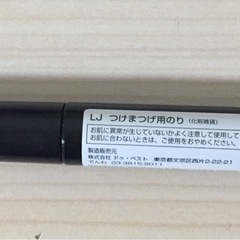 LJ つけまつげ用のり（化粧雑貨）
お肌に異常が生じていないかよく注意して使用して
お肌に合わないときは、ご使用をおやめください。
製造販売元
株式会社 ドゥ・ベスト
東京都文京区西片2-22-21
でんわ 03-3815-9011